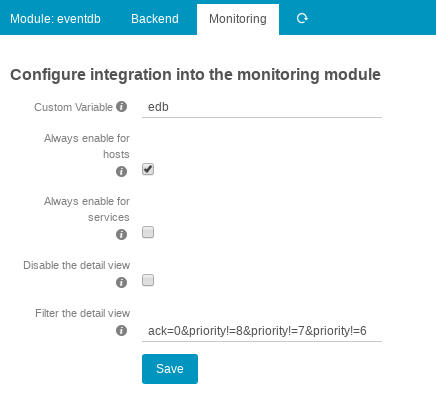 Module: eventdb Backend Monitoring
Configure integration into the monitoring module
Custom Variable edb
Always enable for
hosts
Always enable for
services
Disable the detail view
Filter the detail view
ack=0&priority!=8&priority!=7&priority!=6
Save